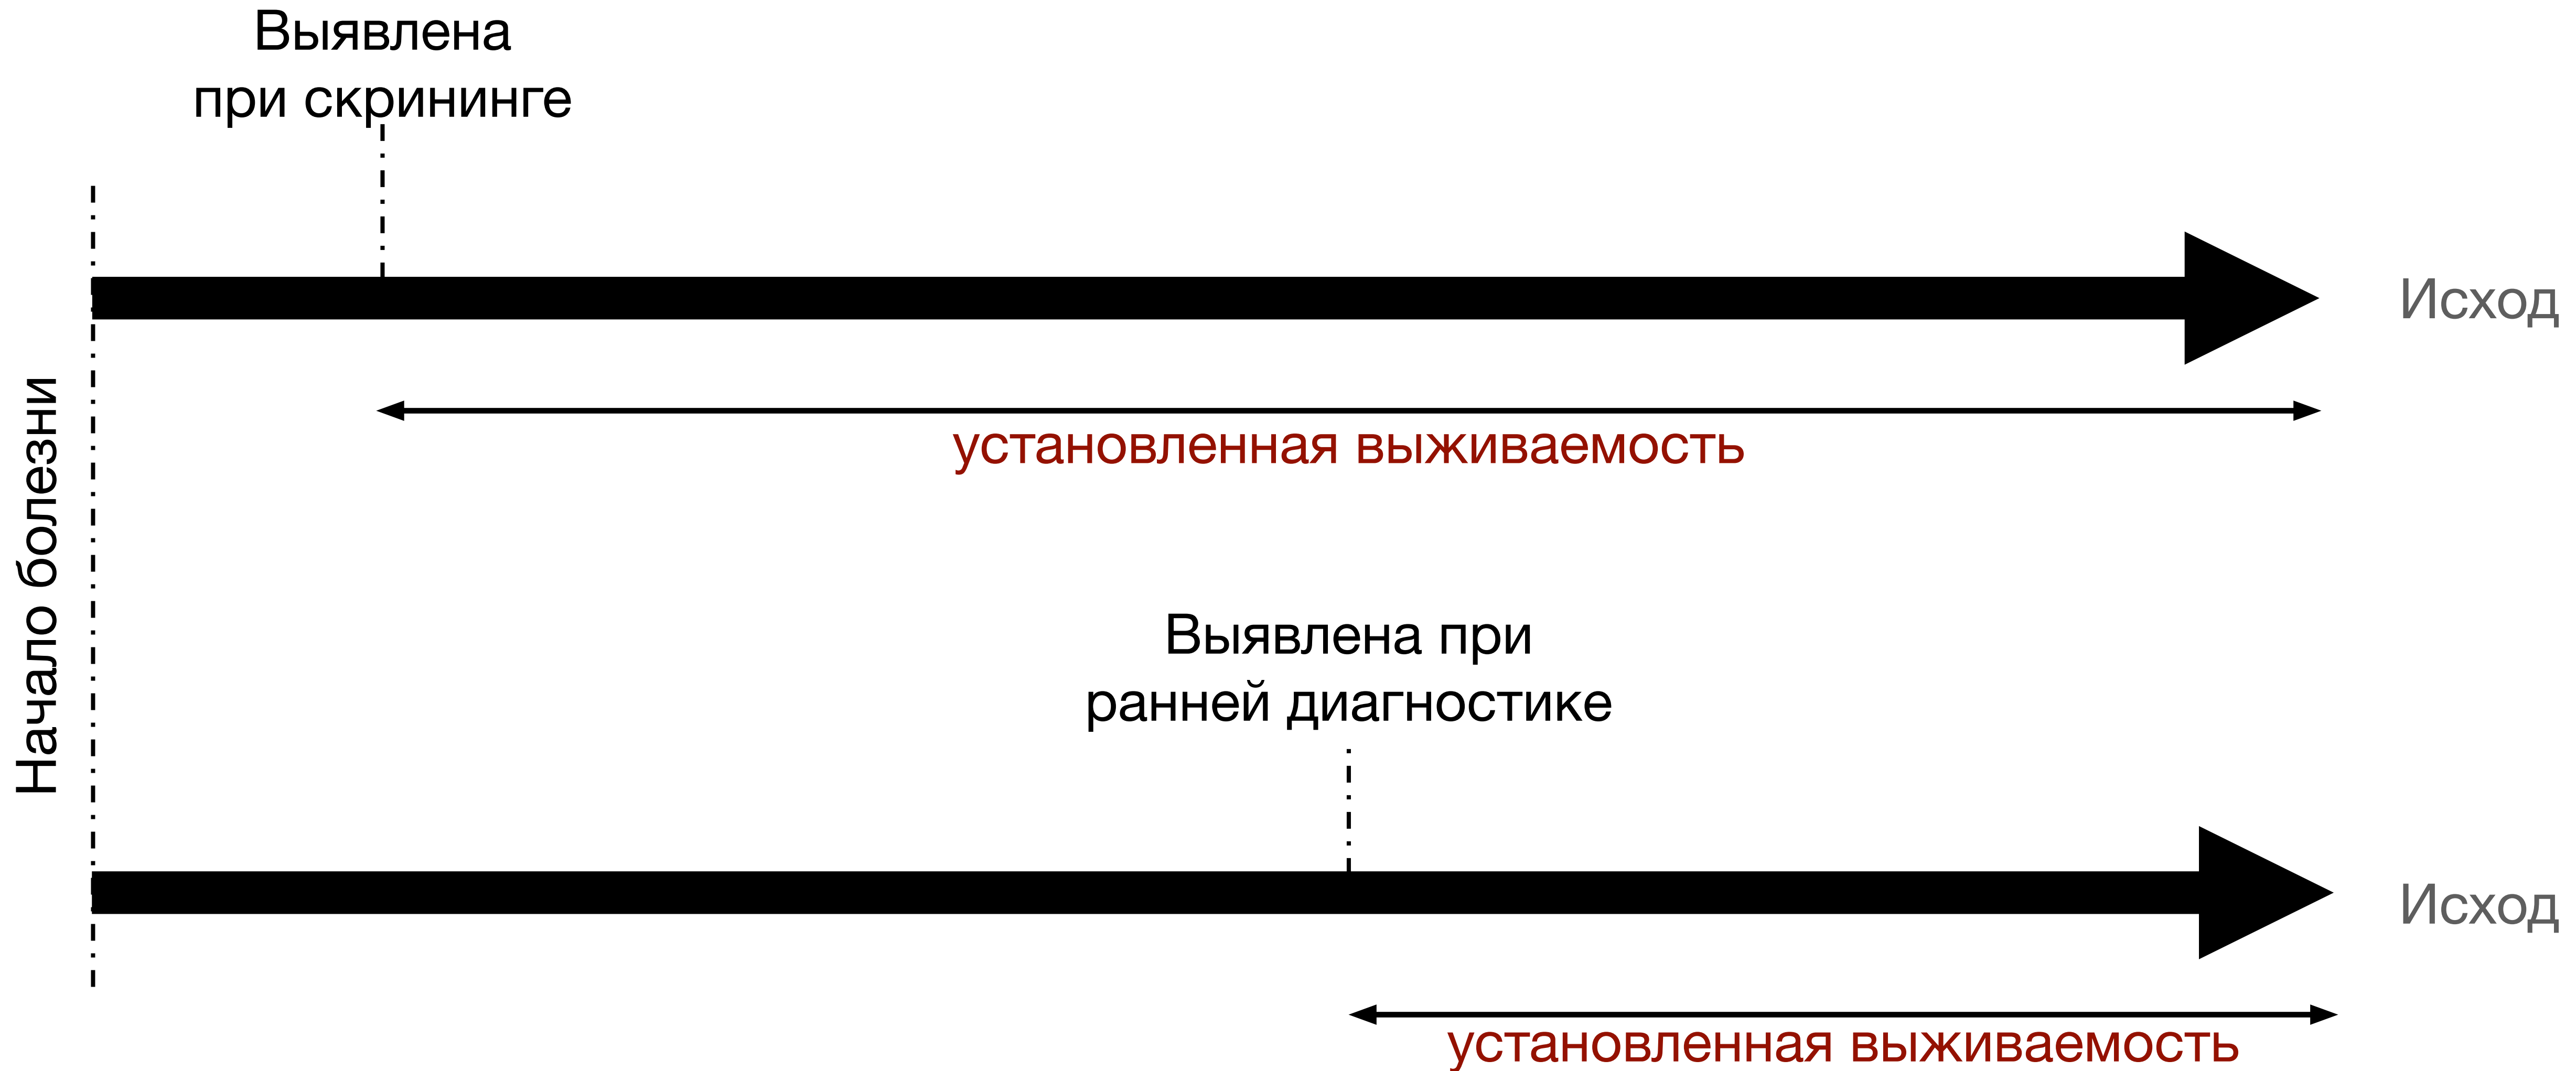 Выявлена
при скрининге
Исход
установленная выживаемость
Начало болезни
Выявлена при
ранней диагностике
Исход
установленная выживаемость